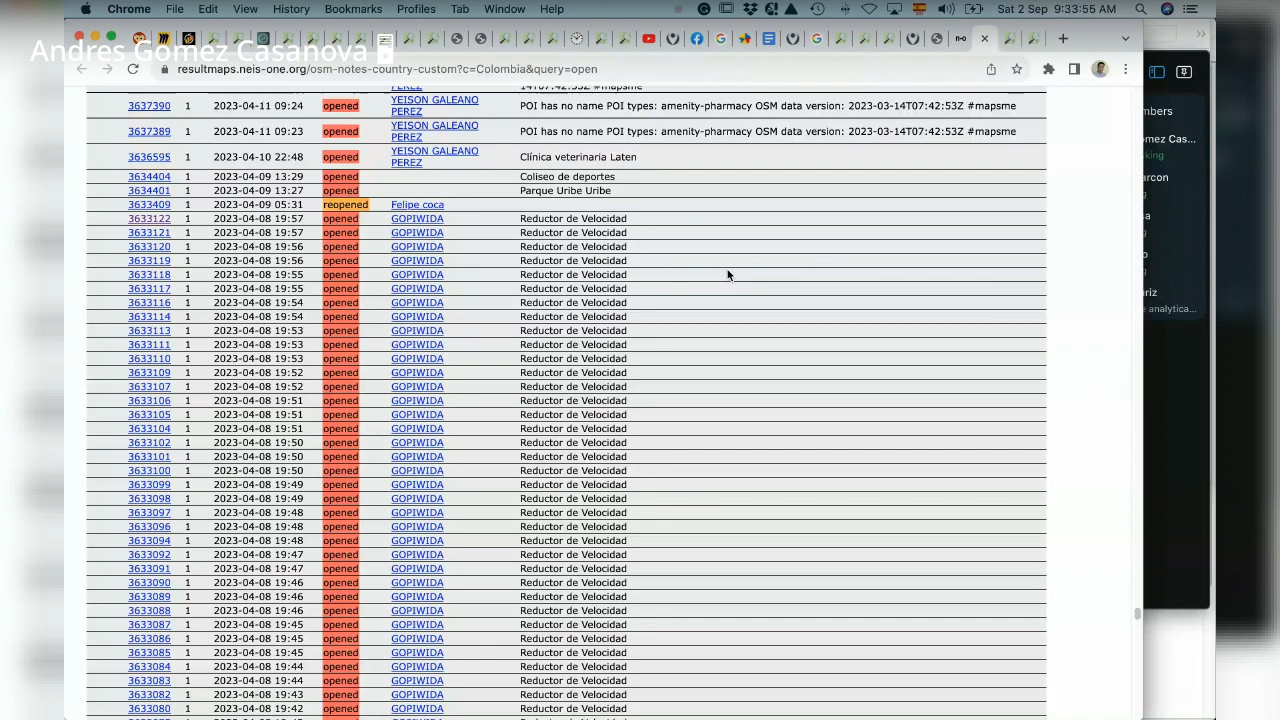 Chrome File Edit View History Bookmarks Profiles Tab Window Help Sat 2 Sep 9:33:55 AM
Andres Gomez Casanova
resultmaps.neis-one.org/osm-notes-country-custom?c=Colombia&query=open
mbers
omez Cas...
king
arcon
sa
g
o
g
riz
e analytica...
PEREZ 14T07:42:53Z #mapsme
3637390 1 2023-04-11 09:24 opened YEISON GALEANO PEREZ POI has no name POI types: amenity-pharmacy OSM data version: 2023-03-14T07:42:53Z #mapsme
3637389 1 2023-04-11 09:23 opened YEISON GALEANO PEREZ POI has no name POI types: amenity-pharmacy OSM data version: 2023-03-14T07:42:53Z #mapsme
3636595 1 2023-04-10 22:48 opened YEISON GALEANO PEREZ Clínica veterinaria Laten
3634404 1 2023-04-09 13:29 opened Coliseo de deportes
3634401 1 2023-04-09 13:27 opened Parque Uribe Uribe
3633409 1 2023-04-09 05:31 reopened Felipe coca
3633122 1 2023-04-08 19:57 opened GOPIWIDA Reductor de Velocidad
3633121 1 2023-04-08 19:57 opened GOPIWIDA Reductor de Velocidad
3633120 1 2023-04-08 19:56 opened GOPIWIDA Reductor de Velocidad
3633119 1 2023-04-08 19:56 opened GOPIWIDA Reductor de Velocidad
3633118 1 2023-04-08 19:55 opened GOPIWIDA Reductor de Velocidad
3633117 1 2023-04-08 19:55 opened GOPIWIDA Reductor de Velocidad
3633116 1 2023-04-08 19:54 opened GOPIWIDA Reductor de Velocidad
3633114 1 2023-04-08 19:54 opened GOPIWIDA Reductor de Velocidad
3633113 1 2023-04-08 19:53 opened GOPIWIDA Reductor de Velocidad
3633111 1 2023-04-08 19:53 opened GOPIWIDA Reductor de Velocidad
3633110 1 2023-04-08 19:53 opened GOPIWIDA Reductor de Velocidad
3633109 1 2023-04-08 19:52 opened GOPIWIDA Reductor de Velocidad
3633107 1 2023-04-08 19:52 opened GOPIWIDA Reductor de Velocidad
3633106 1 2023-04-08 19:51 opened GOPIWIDA Reductor de Velocidad
3633105 1 2023-04-08 19:51 opened GOPIWIDA Reductor de Velocidad
3633104 1 2023-04-08 19:51 opened GOPIWIDA Reductor de Velocidad
3633102 1 2023-04-08 19:50 opened GOPIWIDA Reductor de Velocidad
3633101 1 2023-04-08 19:50 opened GOPIWIDA Reductor de Velocidad
3633100 1 2023-04-08 19:50 opened GOPIWIDA Reductor de Velocidad
3633099 1 2023-04-08 19:49 opened GOPIWIDA Reductor de Velocidad
3633098 1 2023-04-08 19:49 opened GOPIWIDA Reductor de Velocidad
3633097 1 2023-04-08 19:48 opened GOPIWIDA Reductor de Velocidad
3633096 1 2023-04-08 19:48 opened GOPIWIDA Reductor de Velocidad
3633094 1 2023-04-08 19:48 opened GOPIWIDA Reductor de Velocidad
3633092 1 2023-04-08 19:47 opened GOPIWIDA Reductor de Velocidad
3633091 1 2023-04-08 19:47 opened GOPIWIDA Reductor de Velocidad
3633090 1 2023-04-08 19:46 opened GOPIWIDA Reductor de Velocidad
3633089 1 2023-04-08 19:46 opened GOPIWIDA Reductor de Velocidad
3633088 1 2023-04-08 19:46 opened GOPIWIDA Reductor de Velocidad
3633087 1 2023-04-08 19:45 opened GOPIWIDA Reductor de Velocidad
3633086 1 2023-04-08 19:45 opened GOPIWIDA Reductor de Velocidad
3633085 1 2023-04-08 19:45 opened GOPIWIDA Reductor de Velocidad
3633084 1 2023-04-08 19:44 opened GOPIWIDA Reductor de Velocidad
3633083 1 2023-04-08 19:44 opened GOPIWIDA Reductor de Velocidad
3633082 1 2023-04-08 19:43 opened GOPIWIDA Reductor de Velocidad
3633080 1 2023-04-08 19:42 opened GOPIWIDA Reductor de Velocidad